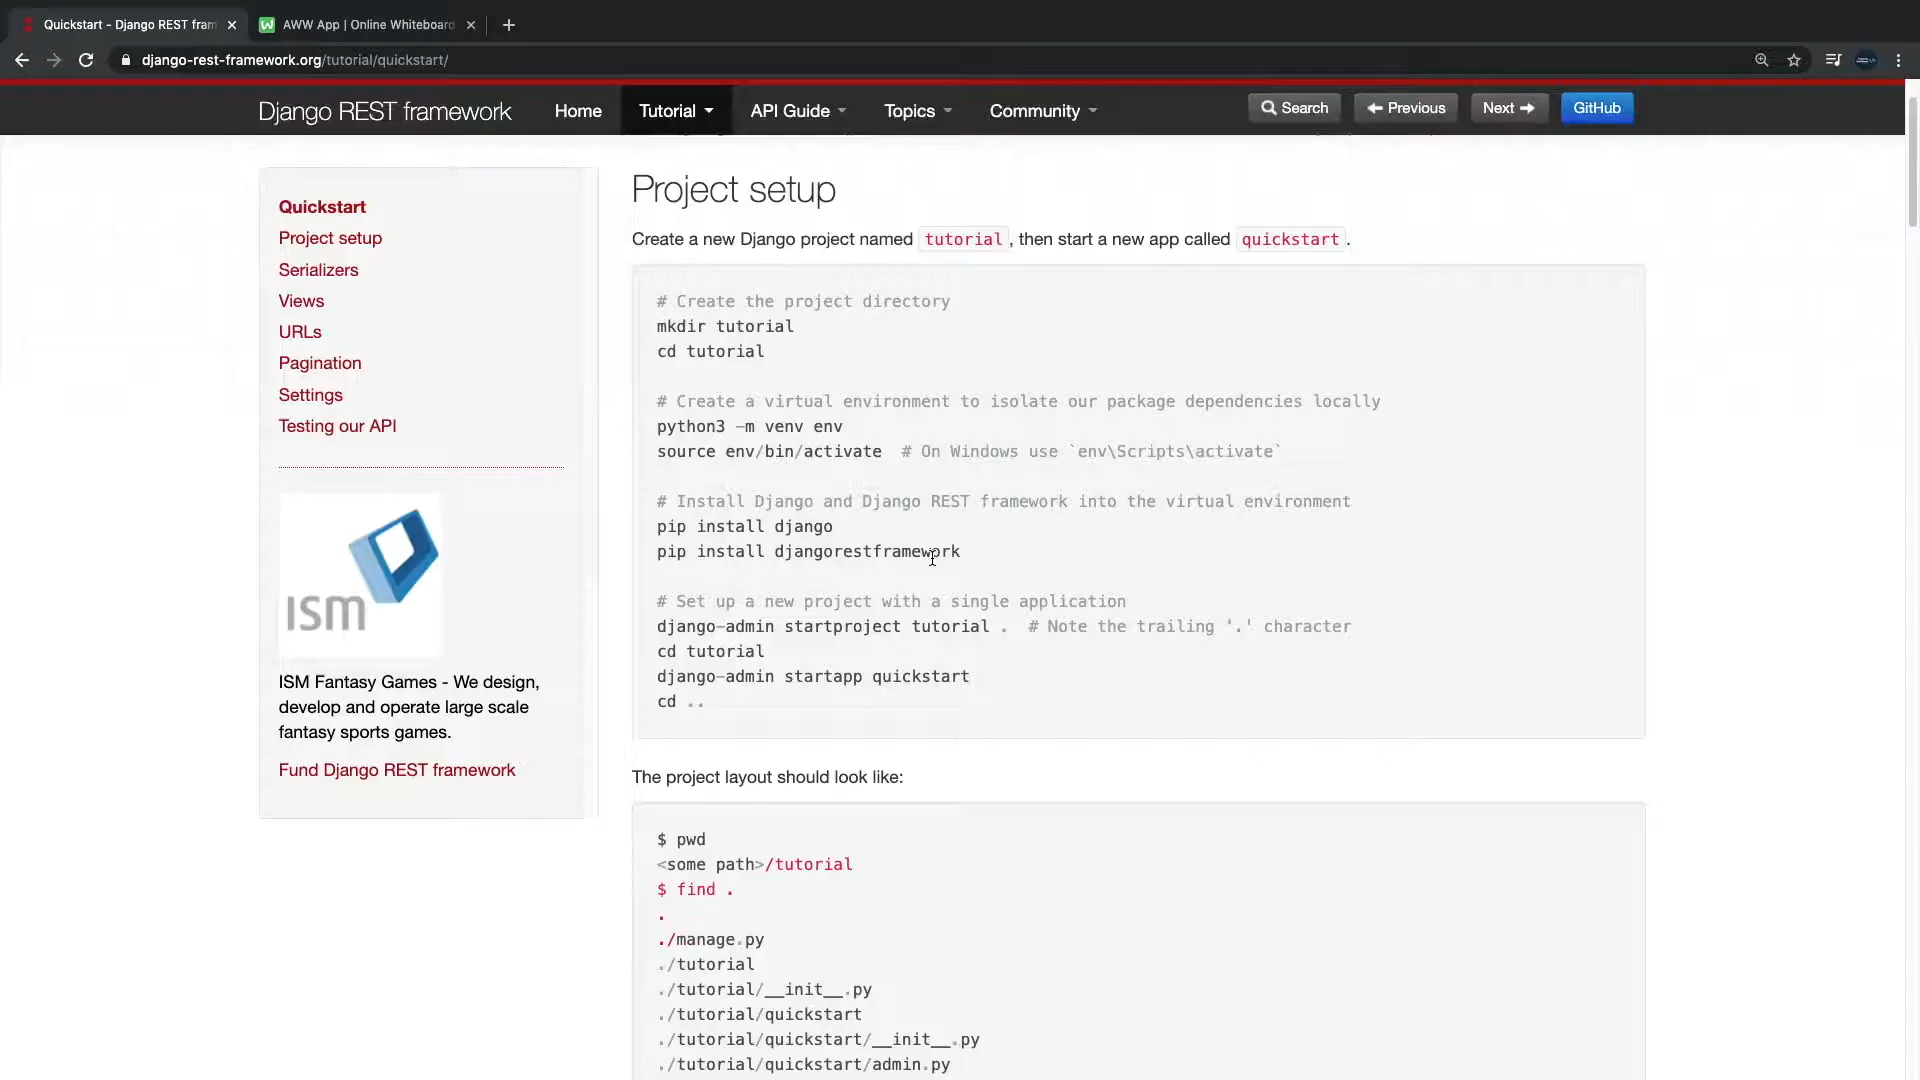 Quickstart - Django REST fram
AWW App | Online Whiteboard
django-rest-framework.org/tutorial/quickstart/
Django REST framework
Home
Tutorial
API Guide
Topics
Community
Search
Previous
Next
GitHub
Quickstart
Project setup
Serializers
Views
URLs
Pagination
Settings
Testing our API
ism
ISM Fantasy Games - We design,
develop and operate large scale
fantasy sports games.
Fund Django REST framework
Project setup
Create a new Django project named tutorial, then start a new app called quickstart.
# Create the project directory
mkdir tutorial
cd tutorial
# Create a virtual environment to isolate our package dependencies locally
python3 -m venv env
source env/bin/activate  # On Windows use `env\Scripts\activate`
# Install Django and Django REST framework into the virtual environment
pip install django
pip install djangorestframework
# Set up a new project with a single application
django-admin startproject tutorial .  # Note the trailing '.' character
cd tutorial
django-admin startapp quickstart
cd ..
The project layout should look like:
$ pwd
<some path>/tutorial
$ find .
.
./manage.py
./tutorial
./tutorial/__init__.py
./tutorial/quickstart
./tutorial/quickstart/__init__.py
./tutorial/quickstart/admin.py